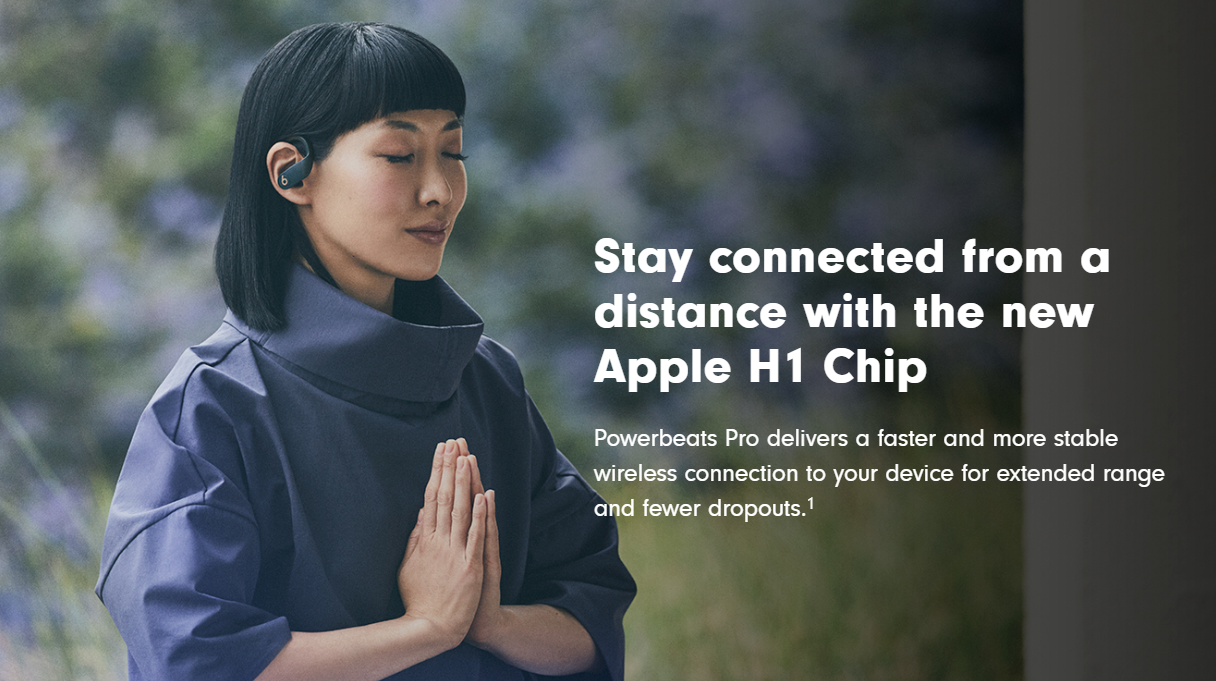 Stay connected from a
distance with the new
Apple H1 Chip
Powerbeats Pro delivers a faster and more stable
wireless connection to your device for extended range
and fewer dropouts.¹